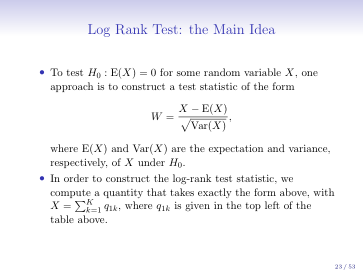 Log Rank Test: the Main Idea
• To test H₀ : E(X) = 0 for some random variable X, one
approach is to construct a test statistic of the form
W = (X − E(X)) / √Var(X),
where E(X) and Var(X) are the expectation and variance,
respectively, of X under H₀.
• In order to construct the log-rank test statistic, we
compute a quantity that takes exactly the form above, with
X = ∑ₖ₌₁ᴷ q₁ₖ, where q₁ₖ is given in the top left of the
table above.
23 / 53